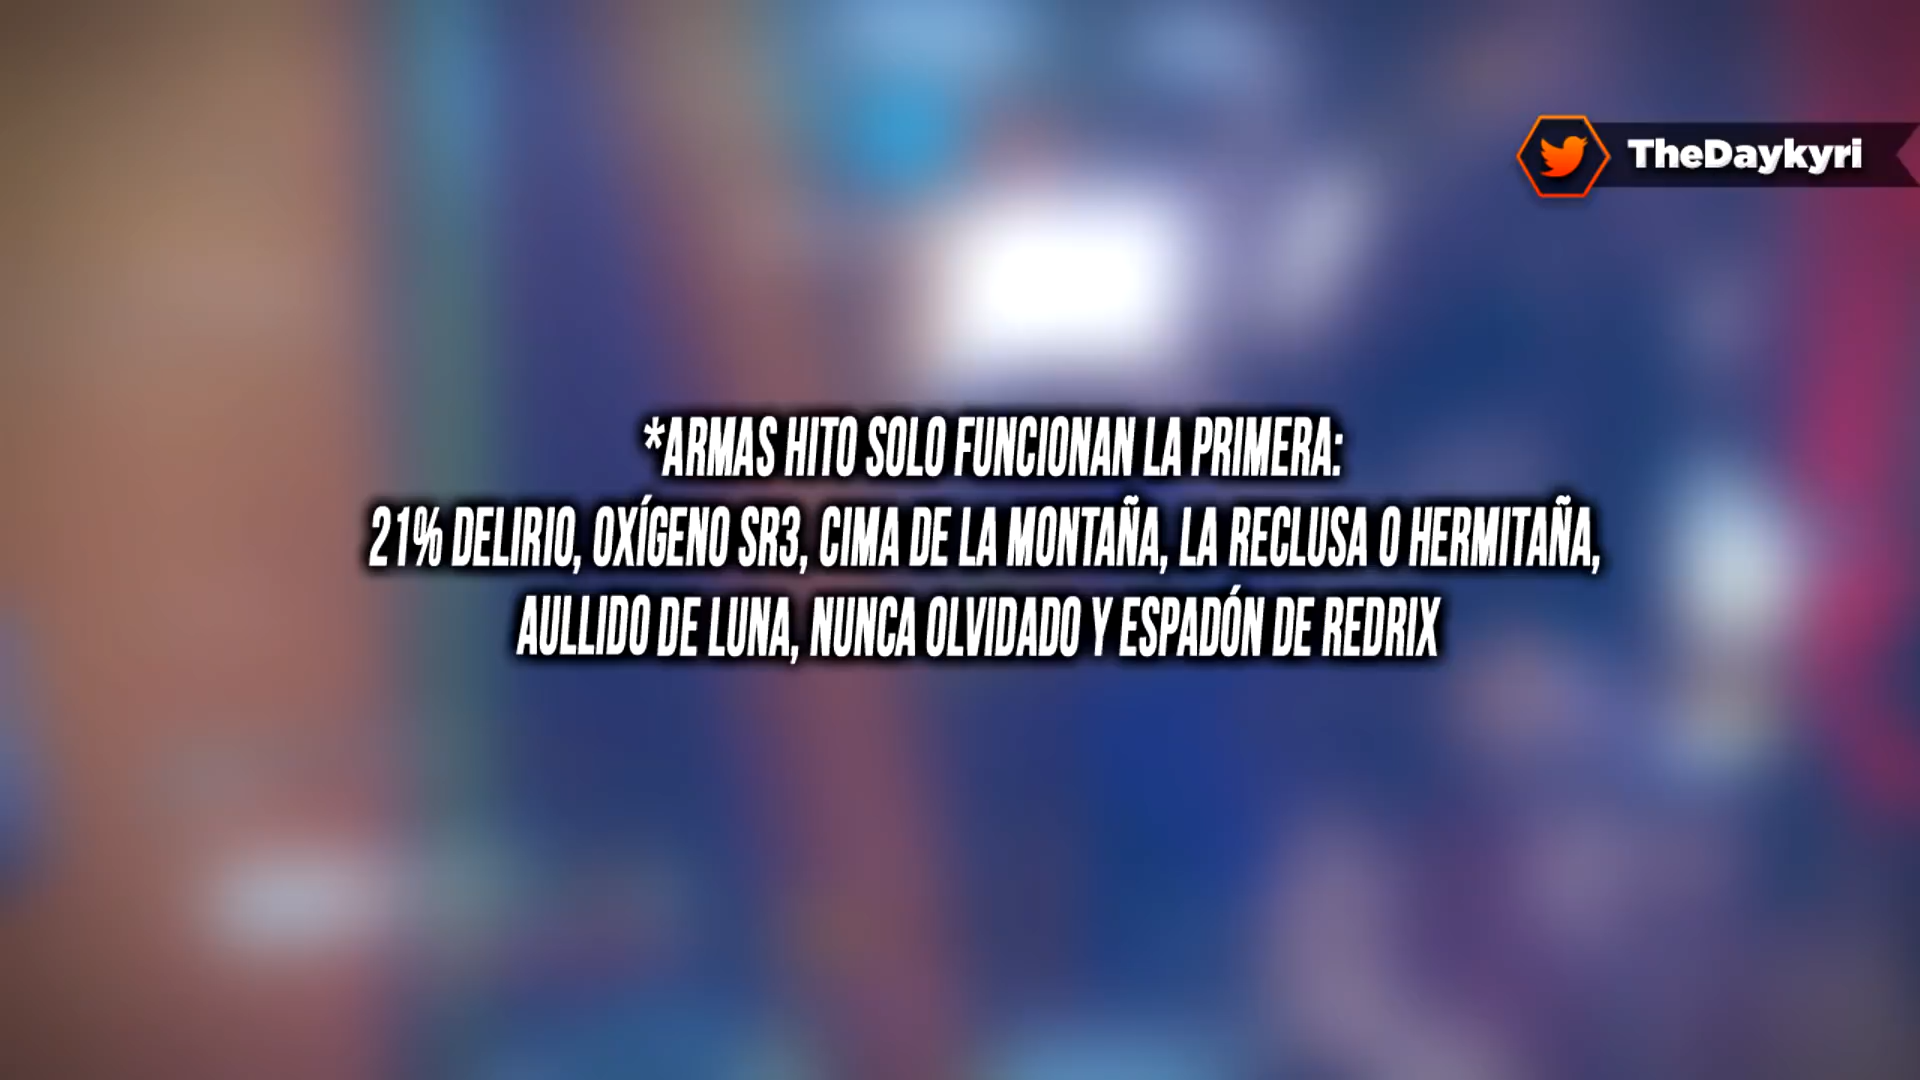 TheDaykyri
*ARMAS HITO SOLO FUNCIONAN LA PRIMERA:
21% DELIRIO, OXÍGENO SR3, CIMA DE LA MONTAÑA, LA RECLUSA O HERMITAÑA,
AULLIDO DE LUNA, NUNCA OLVIDADO Y ESPADÓN DE REDRIX